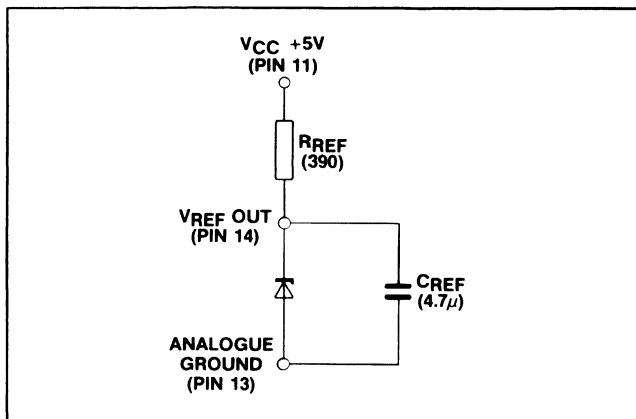 VCC +5V
(PIN 11)
RREF
(390)
VREF OUT
(PIN 14)
CREF
(4.7μ)
ANALOGUE
GROUND
(PIN 13)